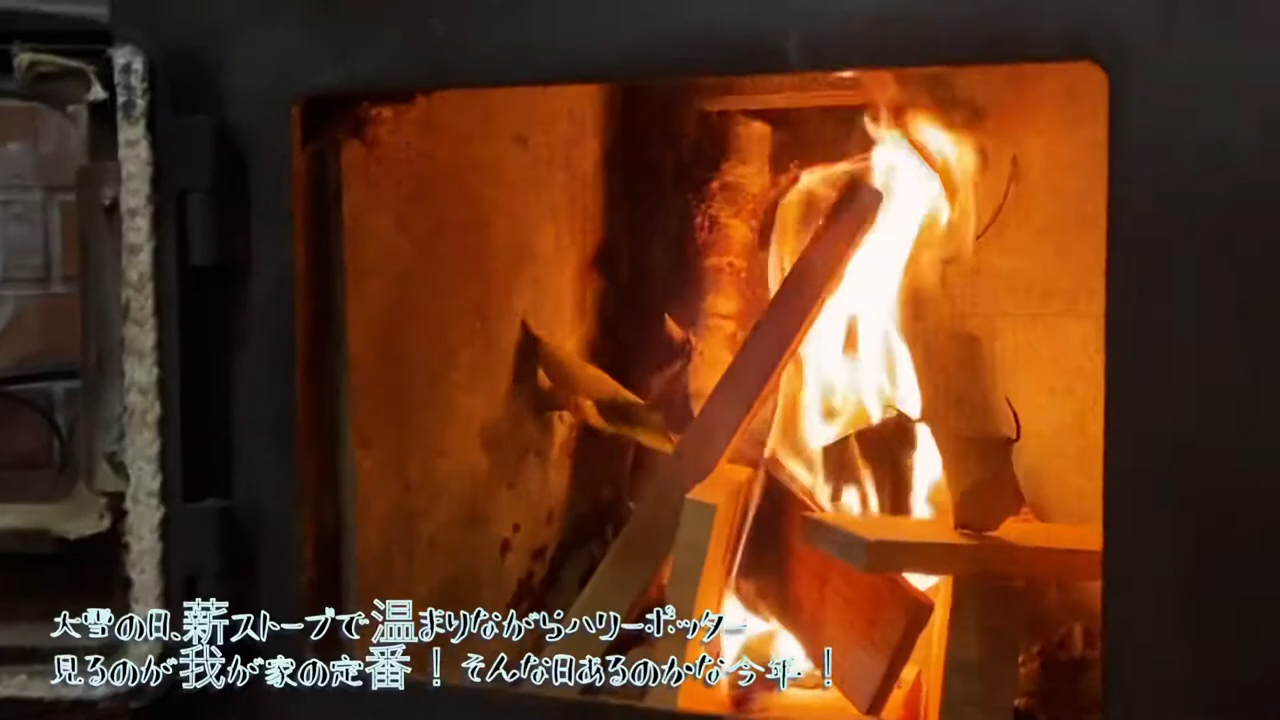 大雪の日、薪ストーブで温まりながらハリーポッター
見るのが我が家の定番！そんな日あるのかな今年！